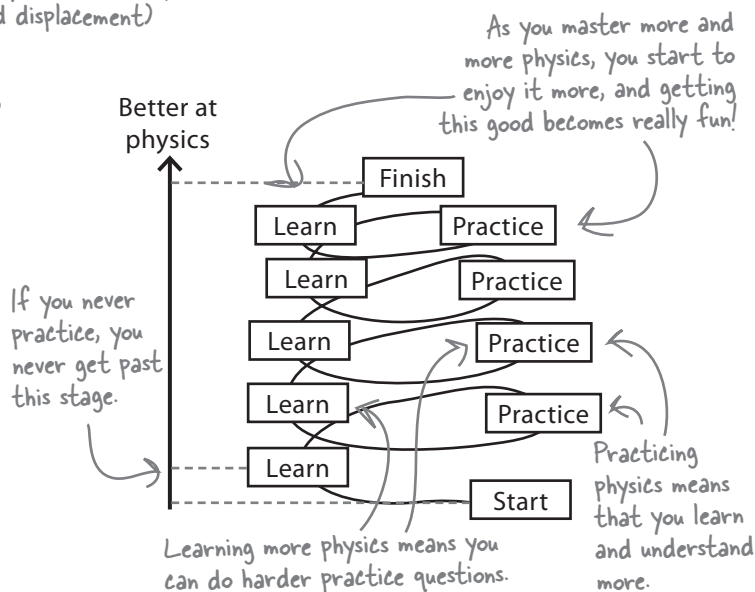 d displacement)
As you master more and
more physics, you start to
enjoy it more, and getting
this good becomes really fun!
Better at
physics
Finish
Learn
Practice
Learn
Practice
If you never
practice, you
never get past
this stage.
Learn
Practice
Learn
Practice
Learn
Start
Practicing
physics means
that you learn
and understand
more.
Learning more physics means you
can do harder practice questions.